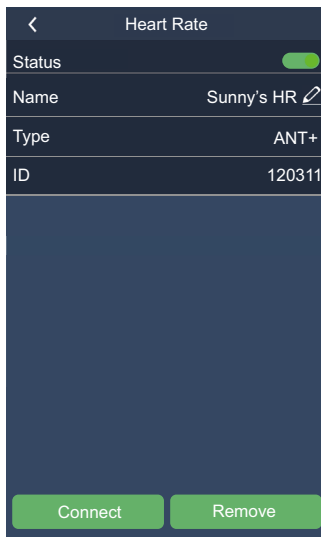 Heart Rate
Status
Name Sunny's HR
Type ANT+
ID 120311
Connect Remove